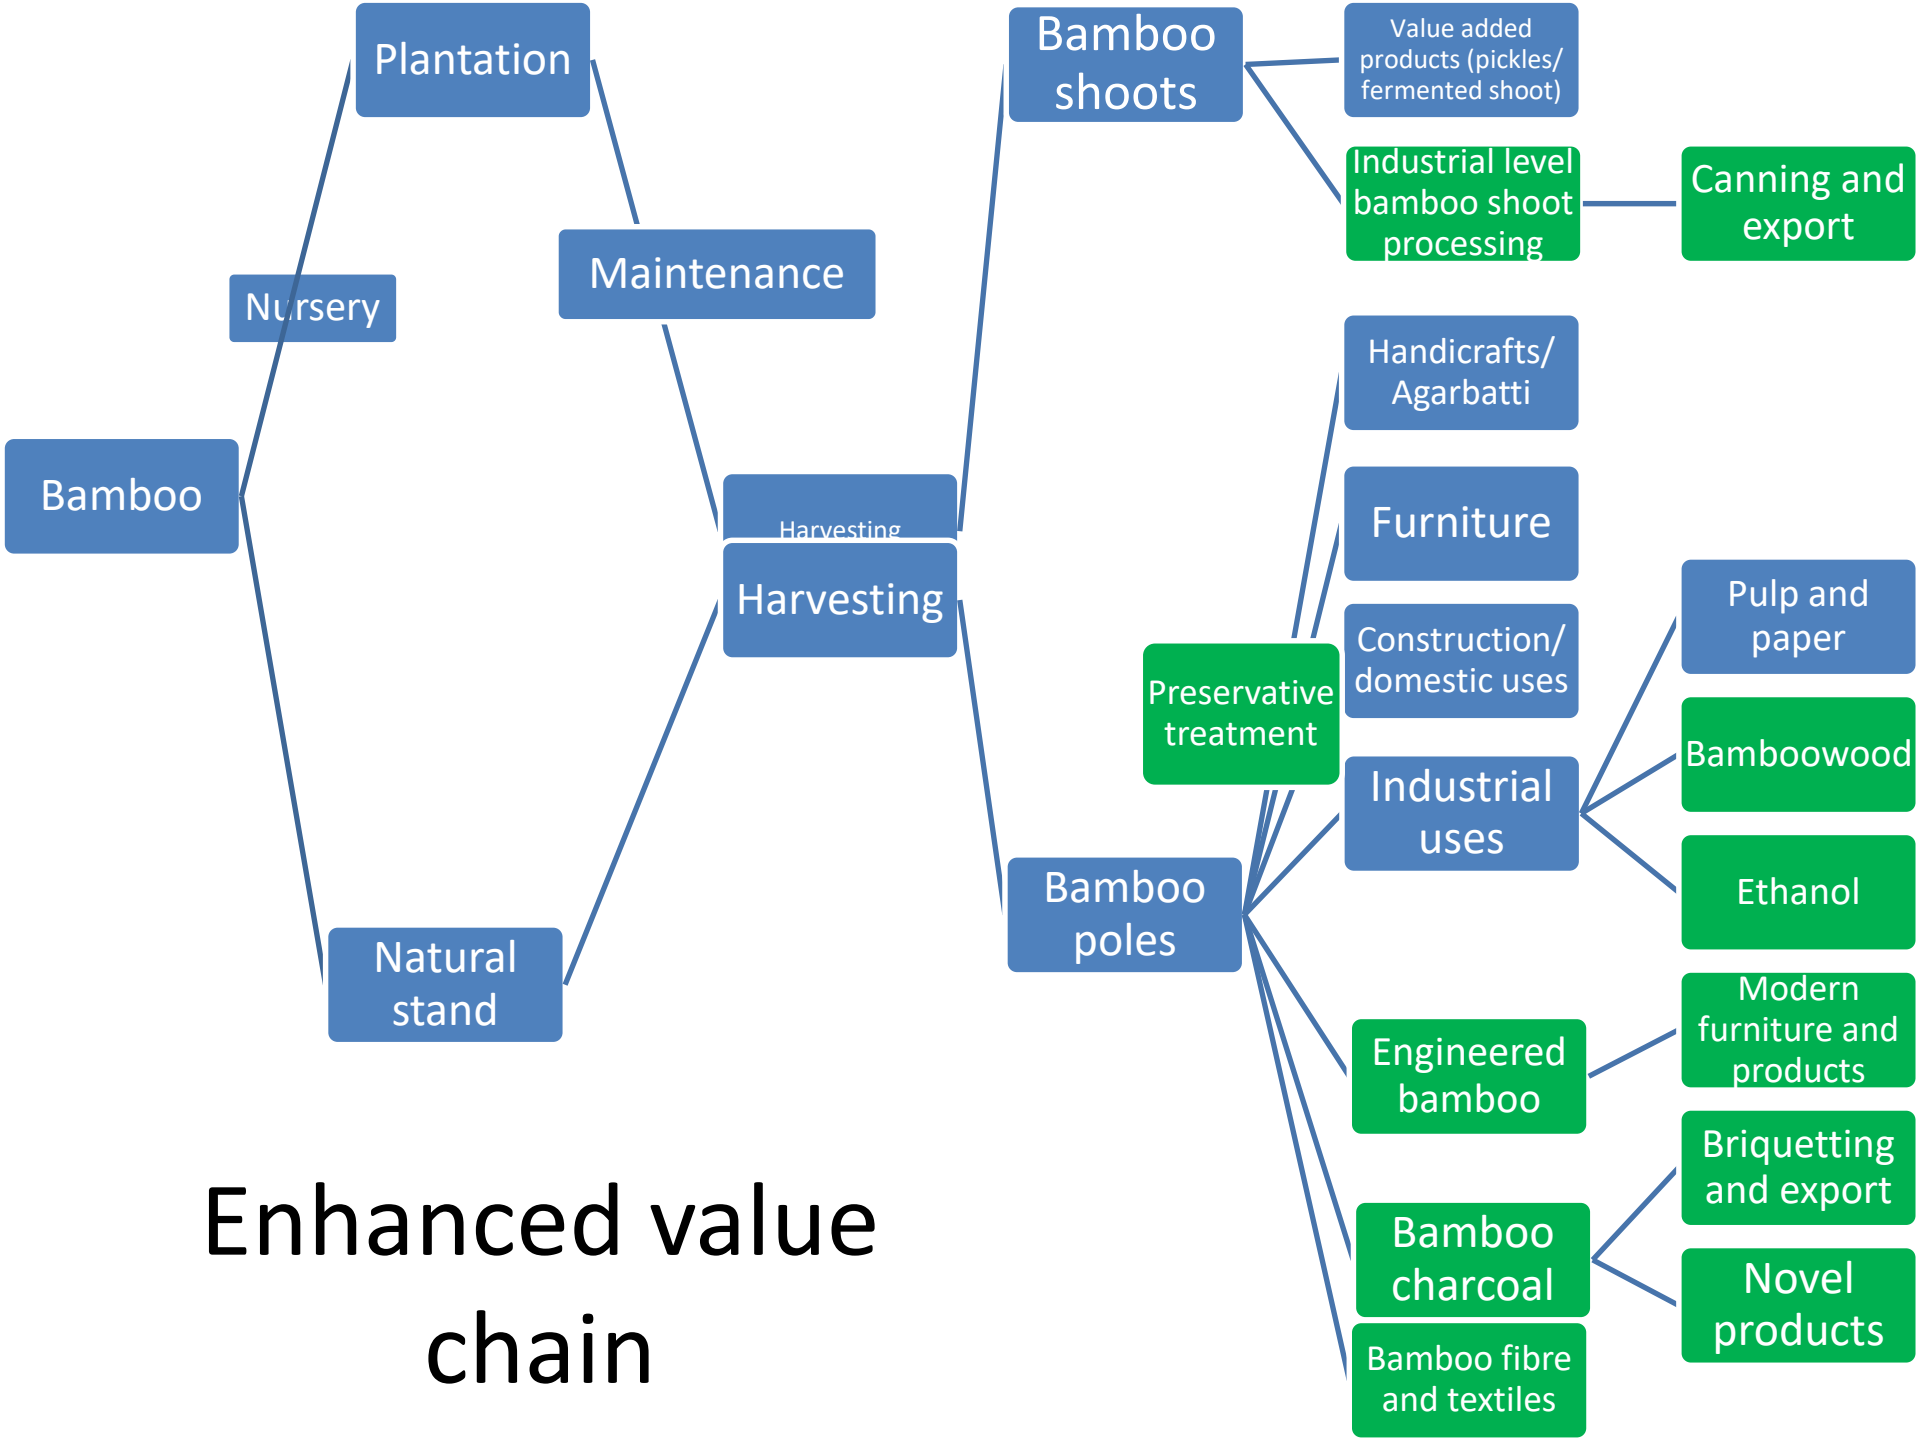 Plantation
Nursery
Maintenance
Bamboo
Harvesting
Harvesting
Natural
stand
Bamboo
shoots
Value added
products (pickles/
fermented shoot)
Industrial level
bamboo shoot
processing
Canning and
export
Handicrafts/
Agarbatti
Furniture
Construction/
domestic uses
Preservative
treatment
Industrial
uses
Pulp and
paper
Bamboowood
Ethanol
Bamboo
poles
Engineered
bamboo
Modern
furniture and
products
Bamboo
charcoal
Briquetting
and export
Novel
products
Bamboo fibre
and textiles
Enhanced value
chain